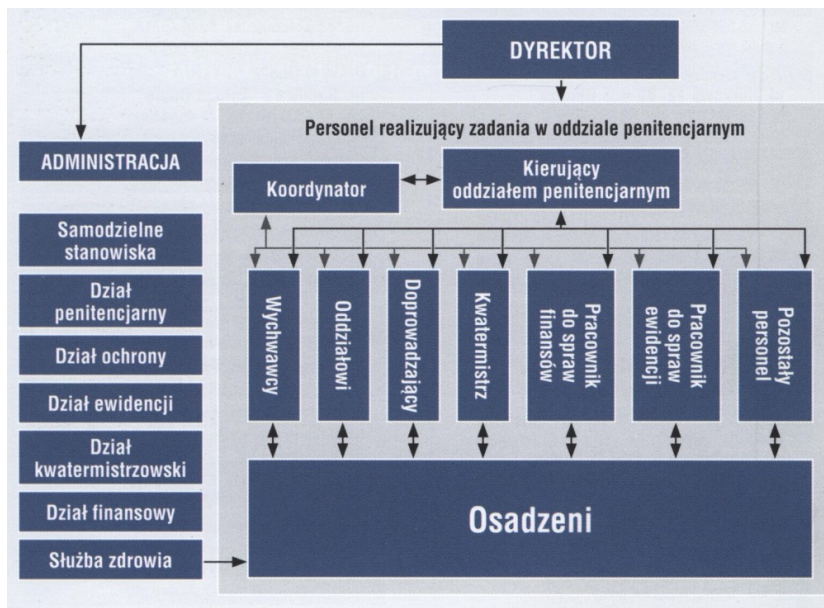 DYREKTOR
Personel realizujący zadania w oddziale penitencjarnym
ADMINISTRACJA
Koordynator
Kierujący
oddziałem penitencjarnym
Samodzielne
stanowiska
Dział
penitencjarny
Dział ochrony
Dział ewidencji
Dział
kwatermistrzowski
Dział finansowy
Służba zdrowia
Wychwawcy
Oddziałowi
Doprowadzający
Kwatermistrz
Pracownik
do spraw
finansów
Pracownik
do spraw
ewidencji
Pozostały
personel
Osadzeni